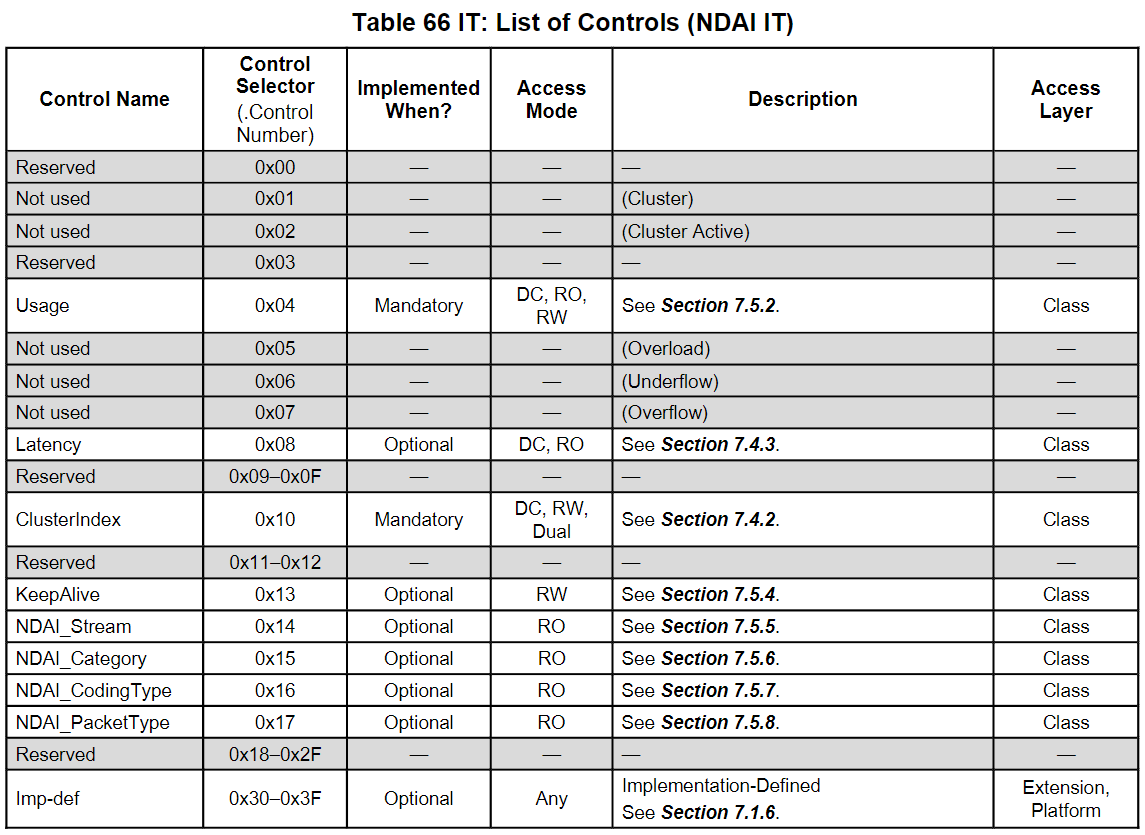 Table 66 IT: List of Controls (NDAI IT)
Control Name | Control Selector (.Control Number) | Implemented When? | Access Mode | Description | Access Layer
Reserved | 0x00 | — | — | — | —
Not used | 0x01 | — | — | (Cluster) | —
Not used | 0x02 | — | — | (Cluster Active) | —
Reserved | 0x03 | — | — | — | —
Usage | 0x04 | Mandatory | DC, RO, RW | See Section 7.5.2. | Class
Not used | 0x05 | — | — | (Overload) | —
Not used | 0x06 | — | — | (Underflow) | —
Not used | 0x07 | — | — | (Overflow) | —
Latency | 0x08 | Optional | DC, RO | See Section 7.4.3. | Class
Reserved | 0x09–0x0F | — | — | — | —
ClusterIndex | 0x10 | Mandatory | DC, RW, Dual | See Section 7.4.2. | Class
Reserved | 0x11–0x12 | — | — | — | —
KeepAlive | 0x13 | Optional | RW | See Section 7.5.4. | Class
NDAI_Stream | 0x14 | Optional | RO | See Section 7.5.5. | Class
NDAI_Category | 0x15 | Optional | RO | See Section 7.5.6. | Class
NDAI_CodingType | 0x16 | Optional | RO | See Section 7.5.7. | Class
NDAI_PacketType | 0x17 | Optional | RO | See Section 7.5.8. | Class
Reserved | 0x18–0x2F | — | — | — | —
Imp-def | 0x30–0x3F | Optional | Any | Implementation-Defined See Section 7.1.6. | Extension, Platform